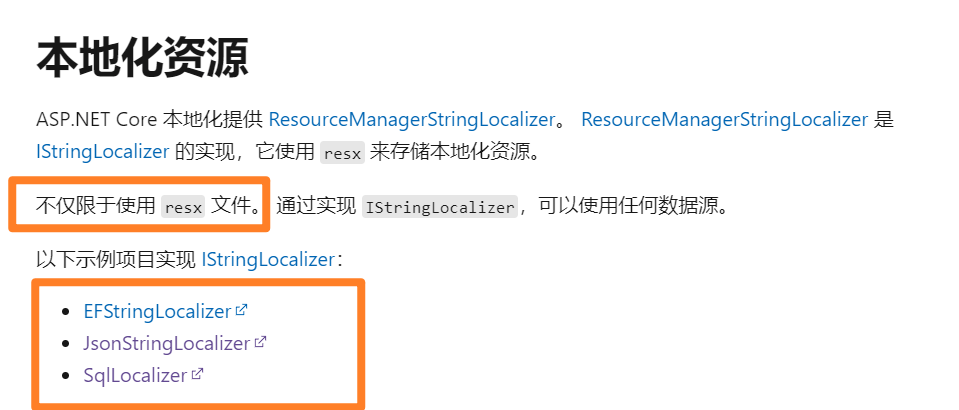 本地化资源
ASP.NET Core 本地化提供 ResourceManagerStringLocalizer。 ResourceManagerStringLocalizer 是
IStringLocalizer 的实现，它使用 resx 来存储本地化资源。
不仅限于使用 resx 文件。 通过实现 IStringLocalizer，可以使用任何数据源。
以下示例项目实现 IStringLocalizer：
• EFStringLocalizer
• JsonStringLocalizer
• SqlLocalizer